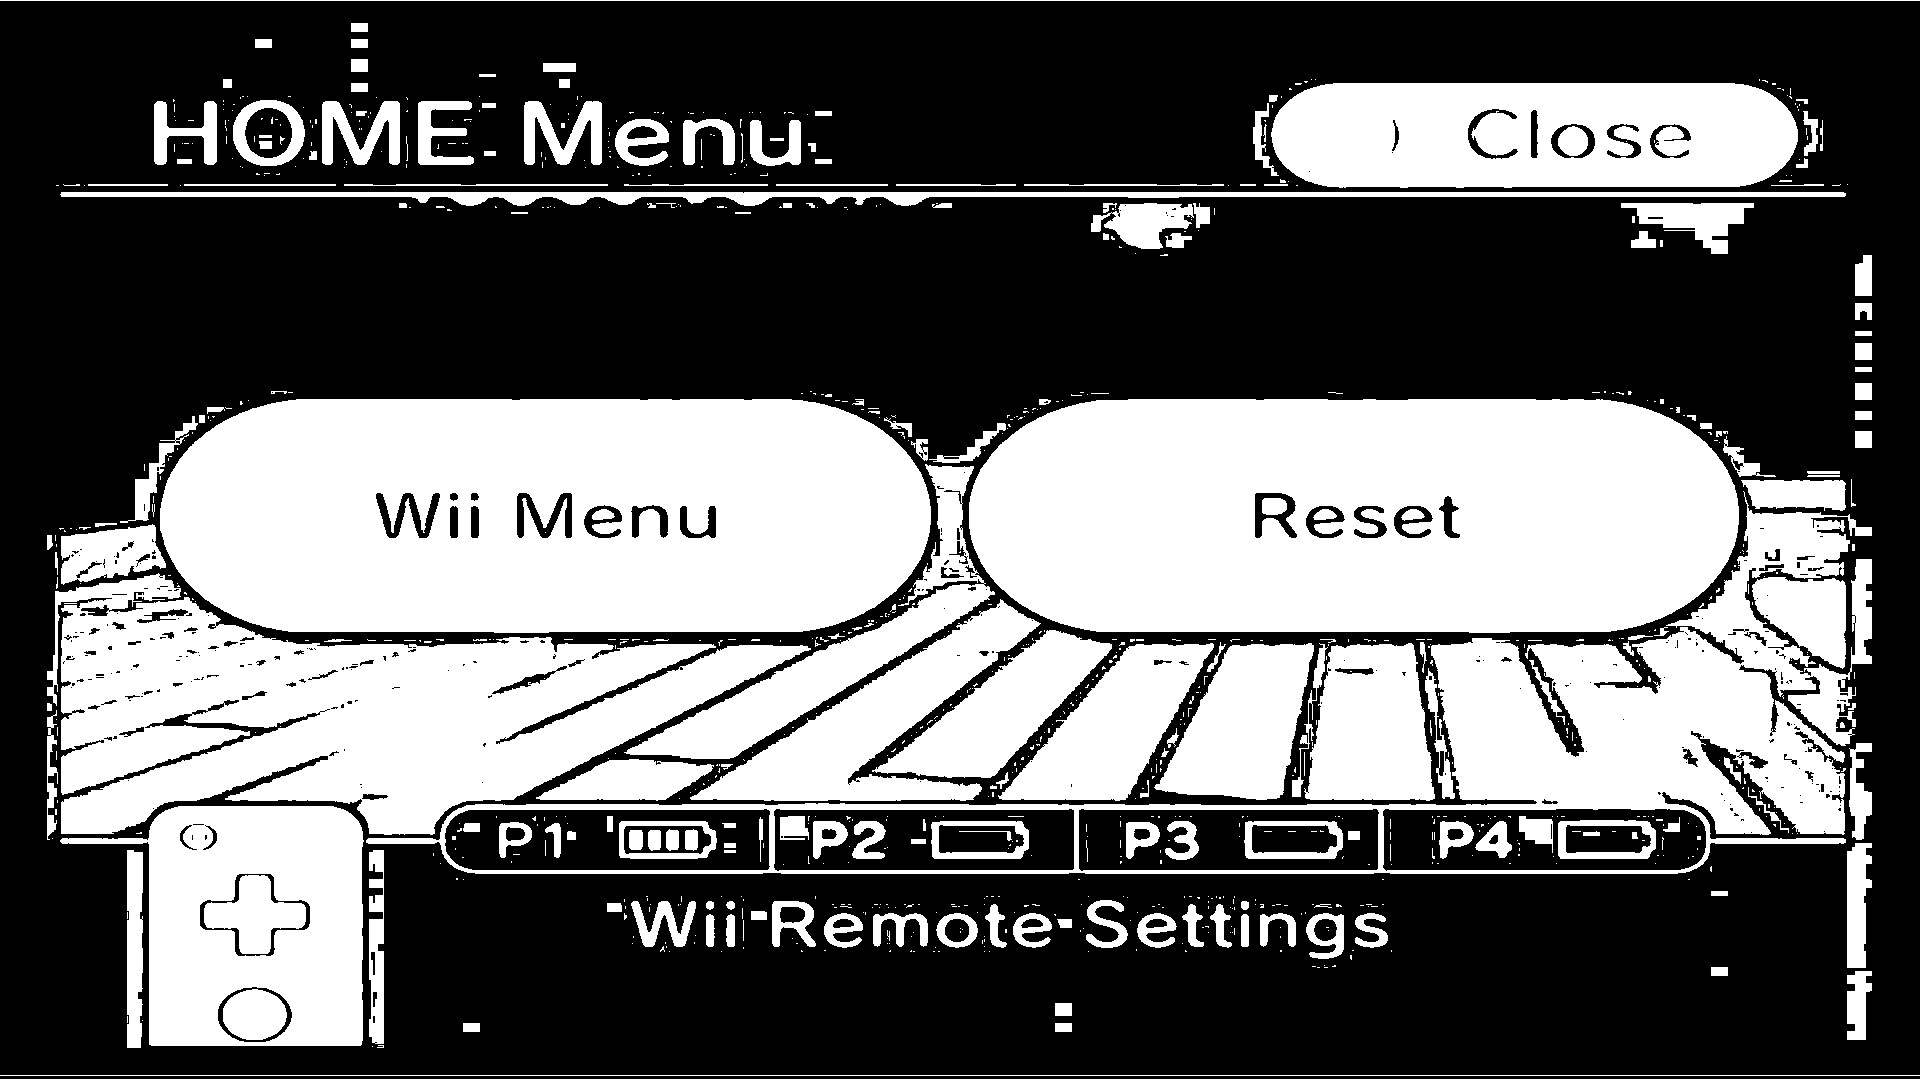 HOME Menu
Close
Wii Menu
Reset
P1 P2 P3 P4
Wii Remote Settings